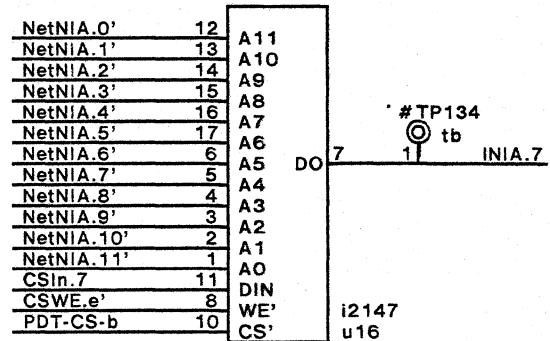 NetNIA.0' 12 A11
NetNIA.1' 13 A10
NetNIA.2' 14 A9
NetNIA.3' 15 A8
NetNIA.4' 16 A7
NetNIA.5' 17 A6
NetNIA.6' 6 A5 DO 7 1 INIA.7
#TP134
tb
NetNIA.7' 5 A4
NetNIA.8' 4 A3
NetNIA.9' 3 A2
NetNIA.10' 2 A1
NetNIA.11' 1 A0
CSIn.7 11 DIN
CSWE.e' 8 WE' i2147
PDT-CS-b 10 CS' u16